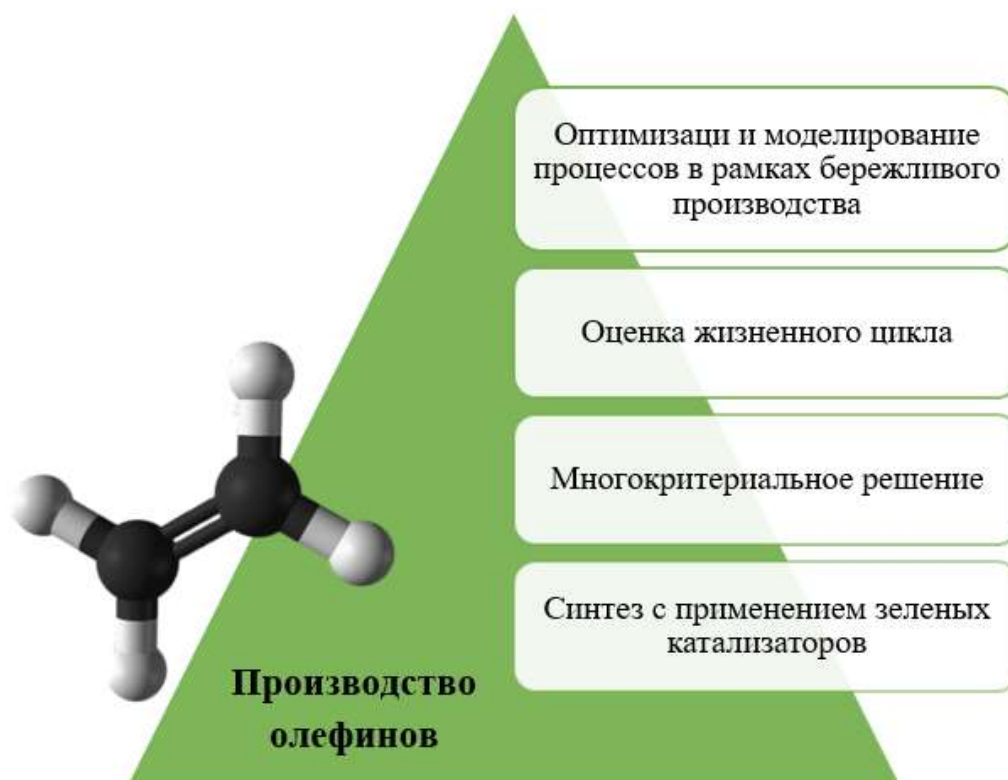 Оптимизаци и моделирование
процессов в рамках бережливого
производства
Оценка жизненного цикла
Многокритериальное решение
Синтез с применением зеленых
катализаторов
Производство
олефинов